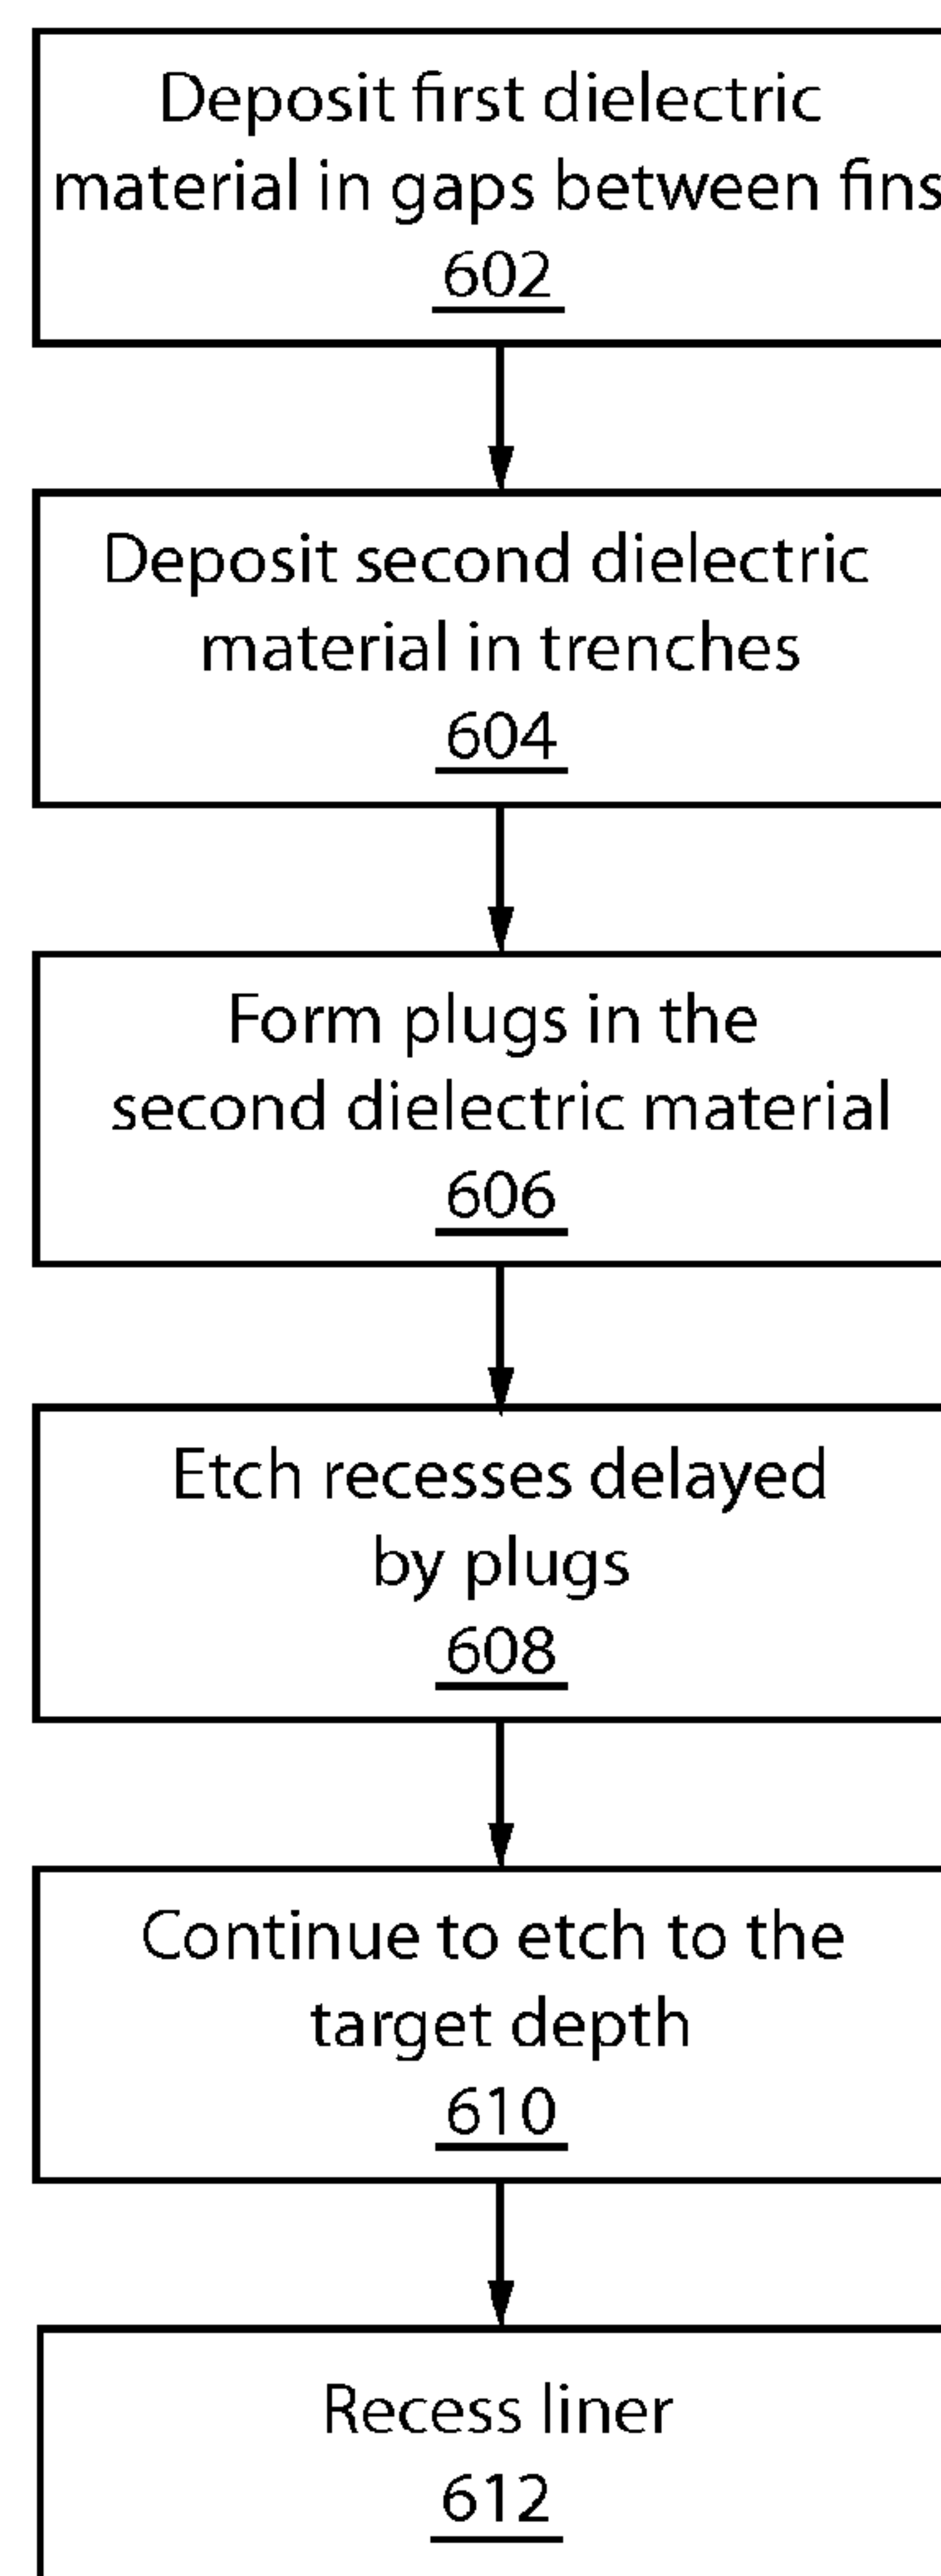 Deposit first dielectric
material in gaps between fins
602
Deposit second dielectric
material in trenches
604
Form plugs in the
second dielectric material
606
Etch recesses delayed
by plugs
608
Continue to etch to the
target depth
610
Recess liner
612